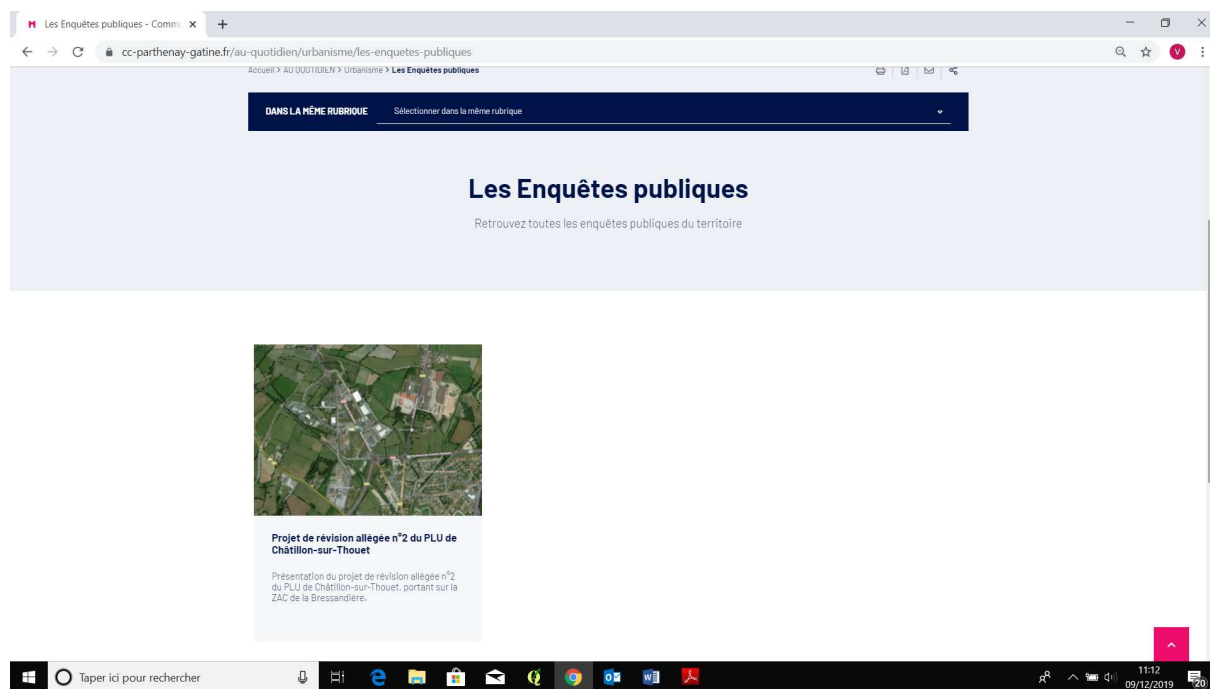 Les Enquêtes publiques - Comm
cc-parthenay-gatine.fr/au-quotidien/urbanisme/les-enquetes-publiques
V
Accueil > AU QUOTIDIEN > Urbanisme > Les Enquêtes publiques
DANS LA MÊME RUBRIQUE Sélectionner dans la même rubrique
Les Enquêtes publiques
Retrouvez toutes les enquêtes publiques du territoire
Projet de révision allégée n°2 du PLU de
Châtillon-sur-Thouet
Présentation du projet de révision allégée n°2
du PLU de Châtillon-sur-Thouet, portant sur la
ZAC de la Bressandière.
Taper ici pour rechercher
11:12
09/12/2019
20